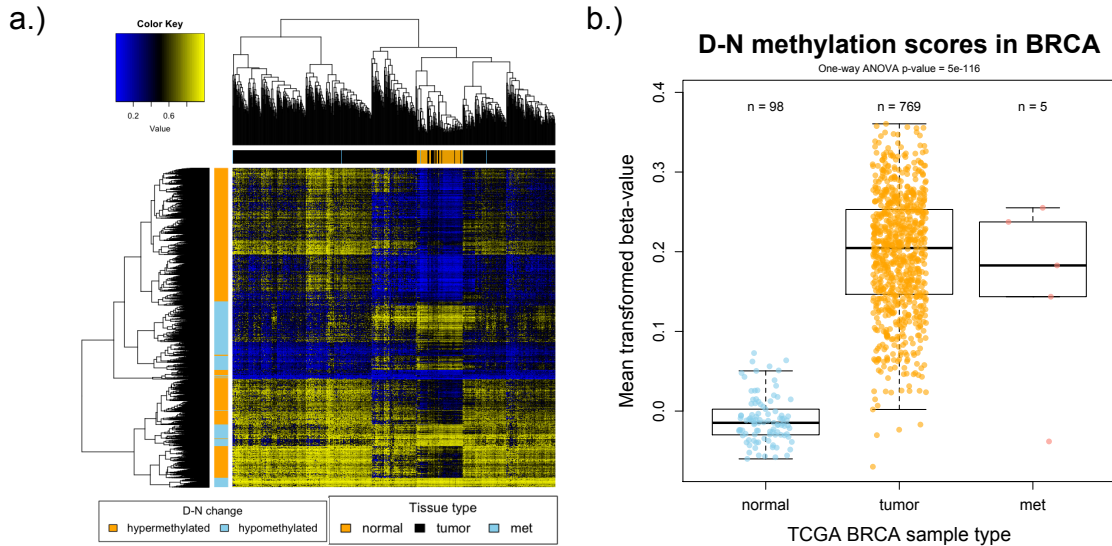 a.)
Color Key
0.2 0.6
Value
D-N change
hypermethylated hypomethylated
Tissue type
normal tumor met
b.)
D-N methylation scores in BRCA
One-way ANOVA p-value = 5e-116
n = 98 n = 769 n = 5
0.4
0.3
0.2
0.1
0.0
Mean transformed beta-value
normal tumor met
TCGA BRCA sample type